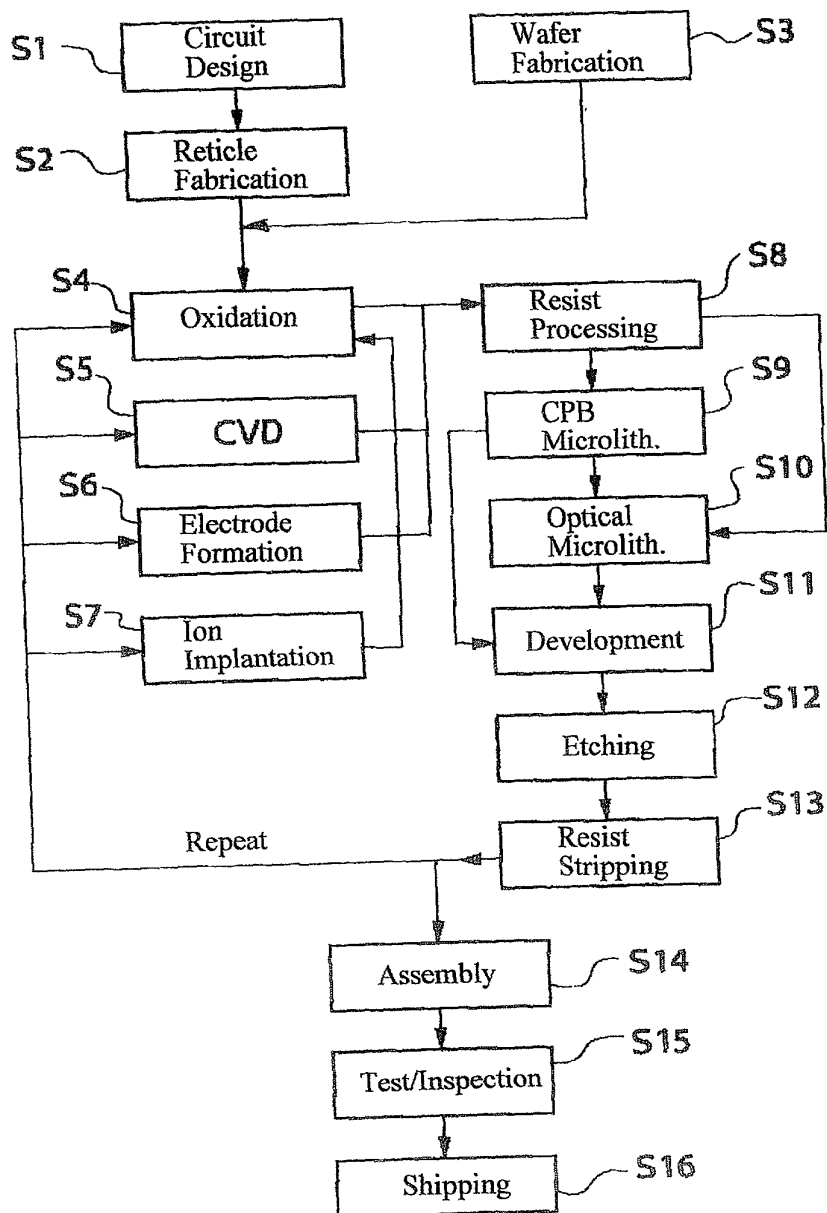 S1
Circuit
Design
Wafer
Fabrication
S3
S2
Reticle
Fabrication
S4
Oxidation
Resist
Processing
S8
S5
CVD
CPB
Microlith.
S9
S6
Electrode
Formation
Optical
Microlith.
S10
S7
Ion
Implantation
Development
S11
Etching
S12
Repeat
Resist
Stripping
S13
Assembly
S14
Test/Inspection
S15
Shipping
S16